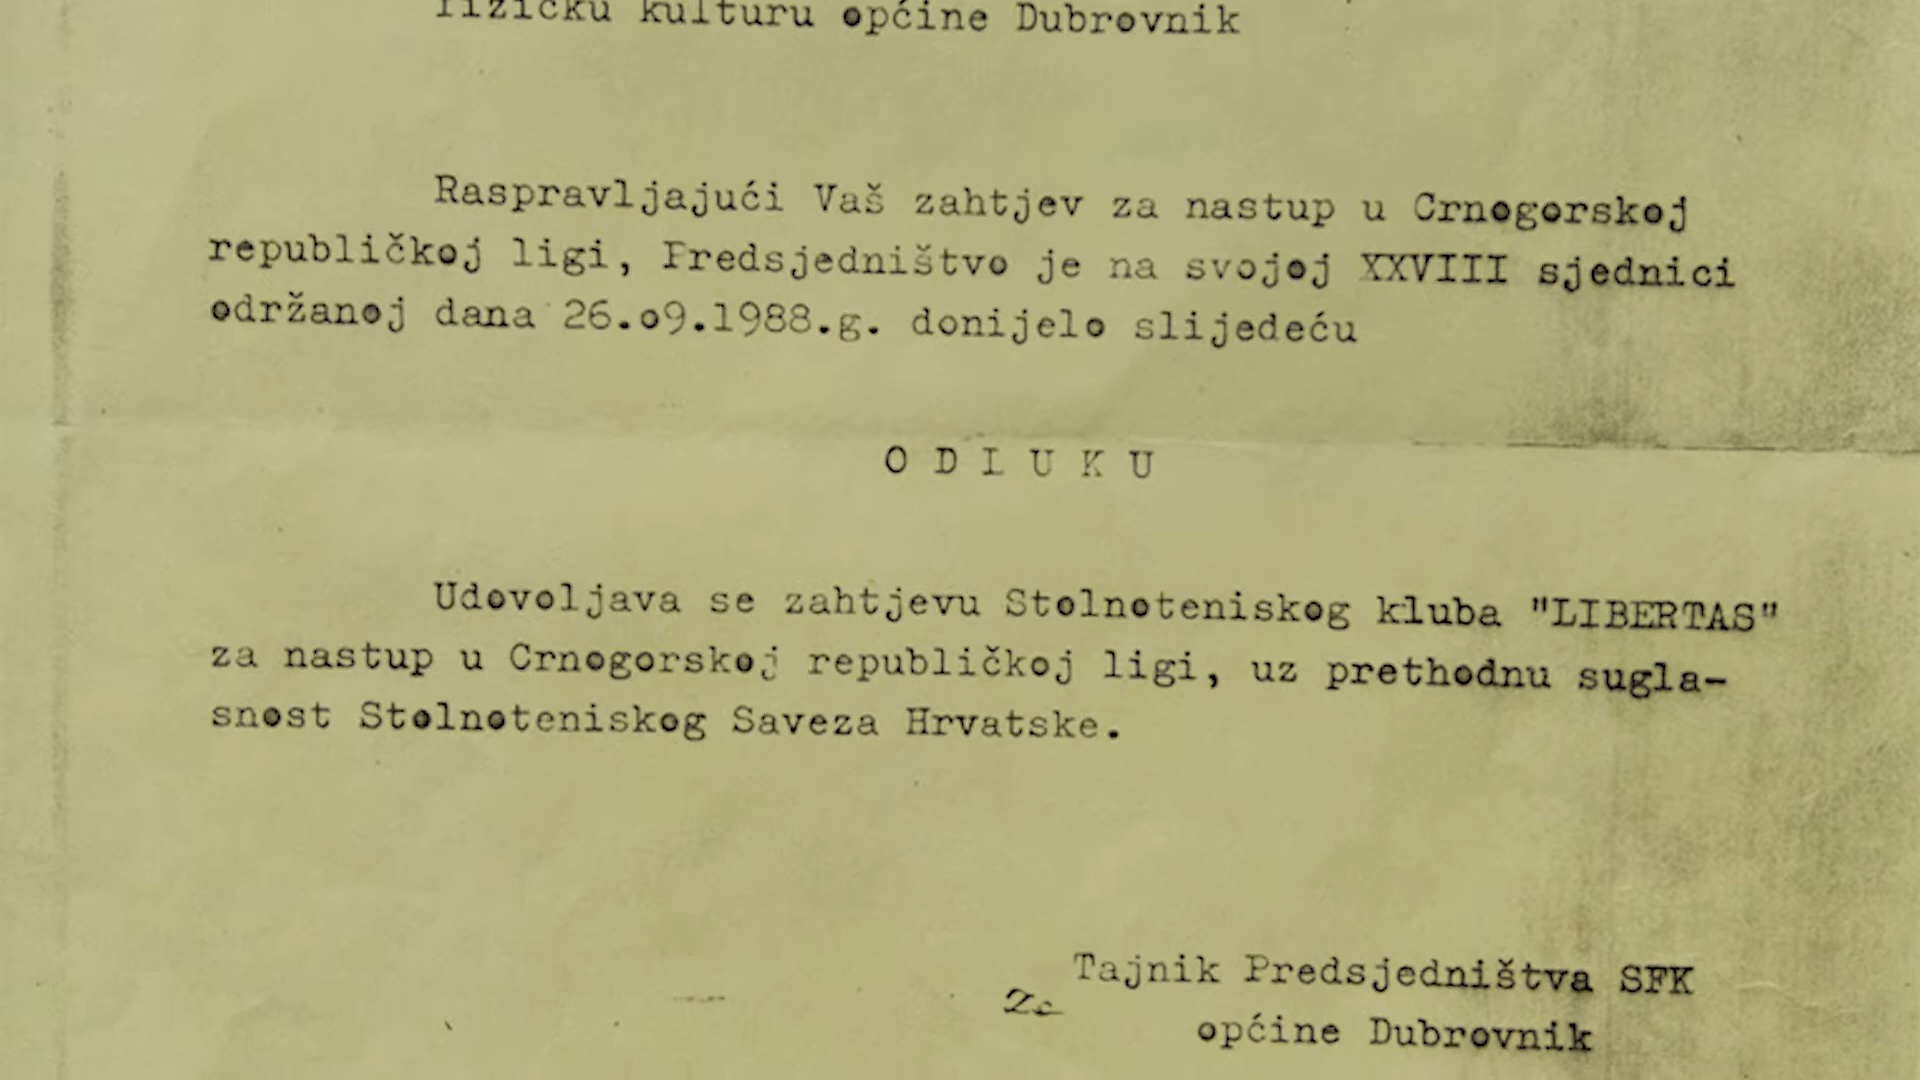 fizičku kulturu općine Dubrovnik
Raspravljajući Vaš zahtjev za nastup u Crnogorskoj
republičkoj ligi, Predsjedništvo je na svojoj XXVIII sjednici
održanoj dana 26.o9.1988.g. donijelo slijedeću
O D L U K U
Udovoljava se zahtjevu Stolnoteniskog kluba "LIBERTAS"
za nastup u Crnogorskoj republičkoj ligi, uz prethodnu sugla-
snost Stolnoteniskog Saveza Hrvatske.
Tajnik Predsjedništva SFK
za
općine Dubrovnik